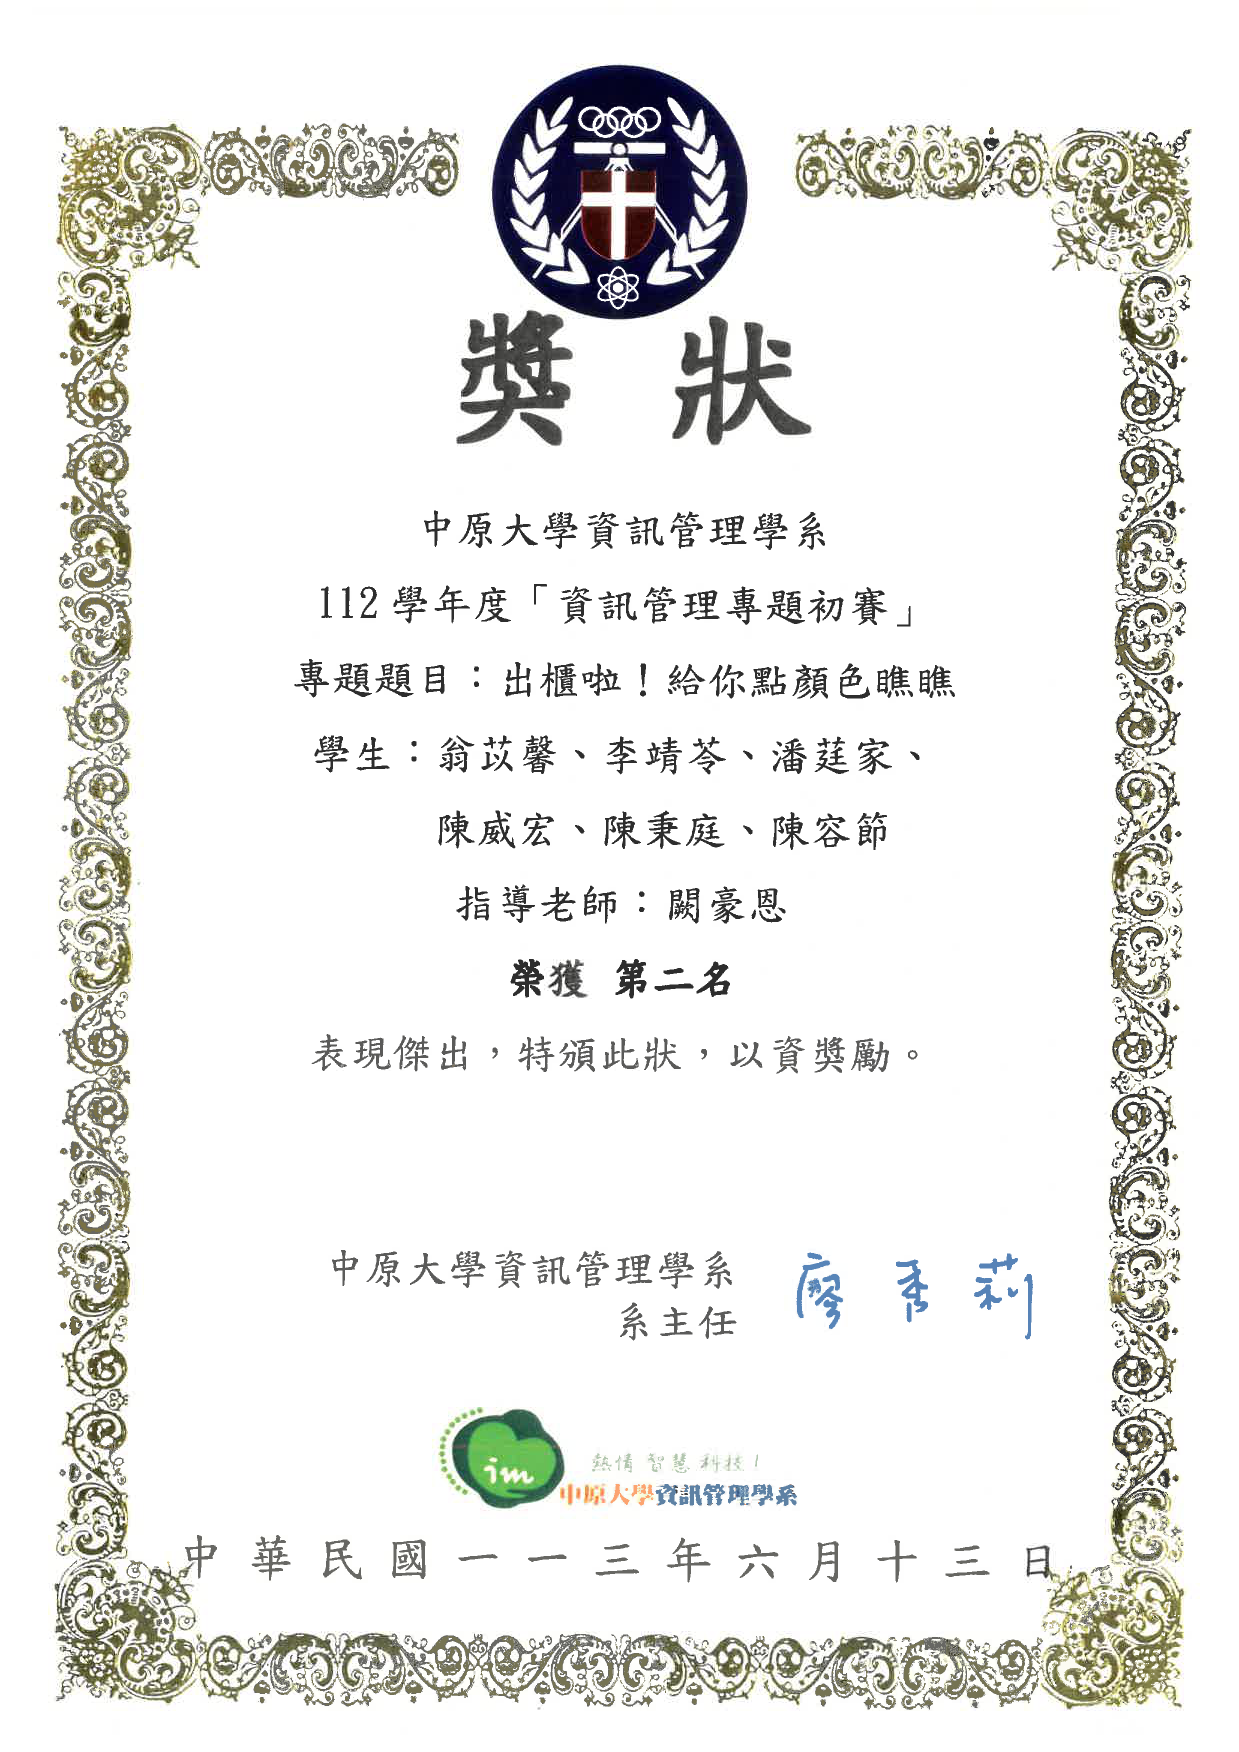 獎 狀
中原大學資訊管理學系
112 學年度「資訊管理專題初賽」
專題題目：出櫃啦！給你點顏色瞧瞧
學生：翁苡馨、李靖苓、潘莛家、
陳威宏、陳秉庭、陳容節
指導老師：闕豪恩
榮獲 第二名
表現傑出，特頒此狀，以資獎勵。
中原大學資訊管理學系
系主任 廖秀莉
im
熱情 智慧 科技！
中原大學資訊管理學系
中華民國一一三年六月十三日